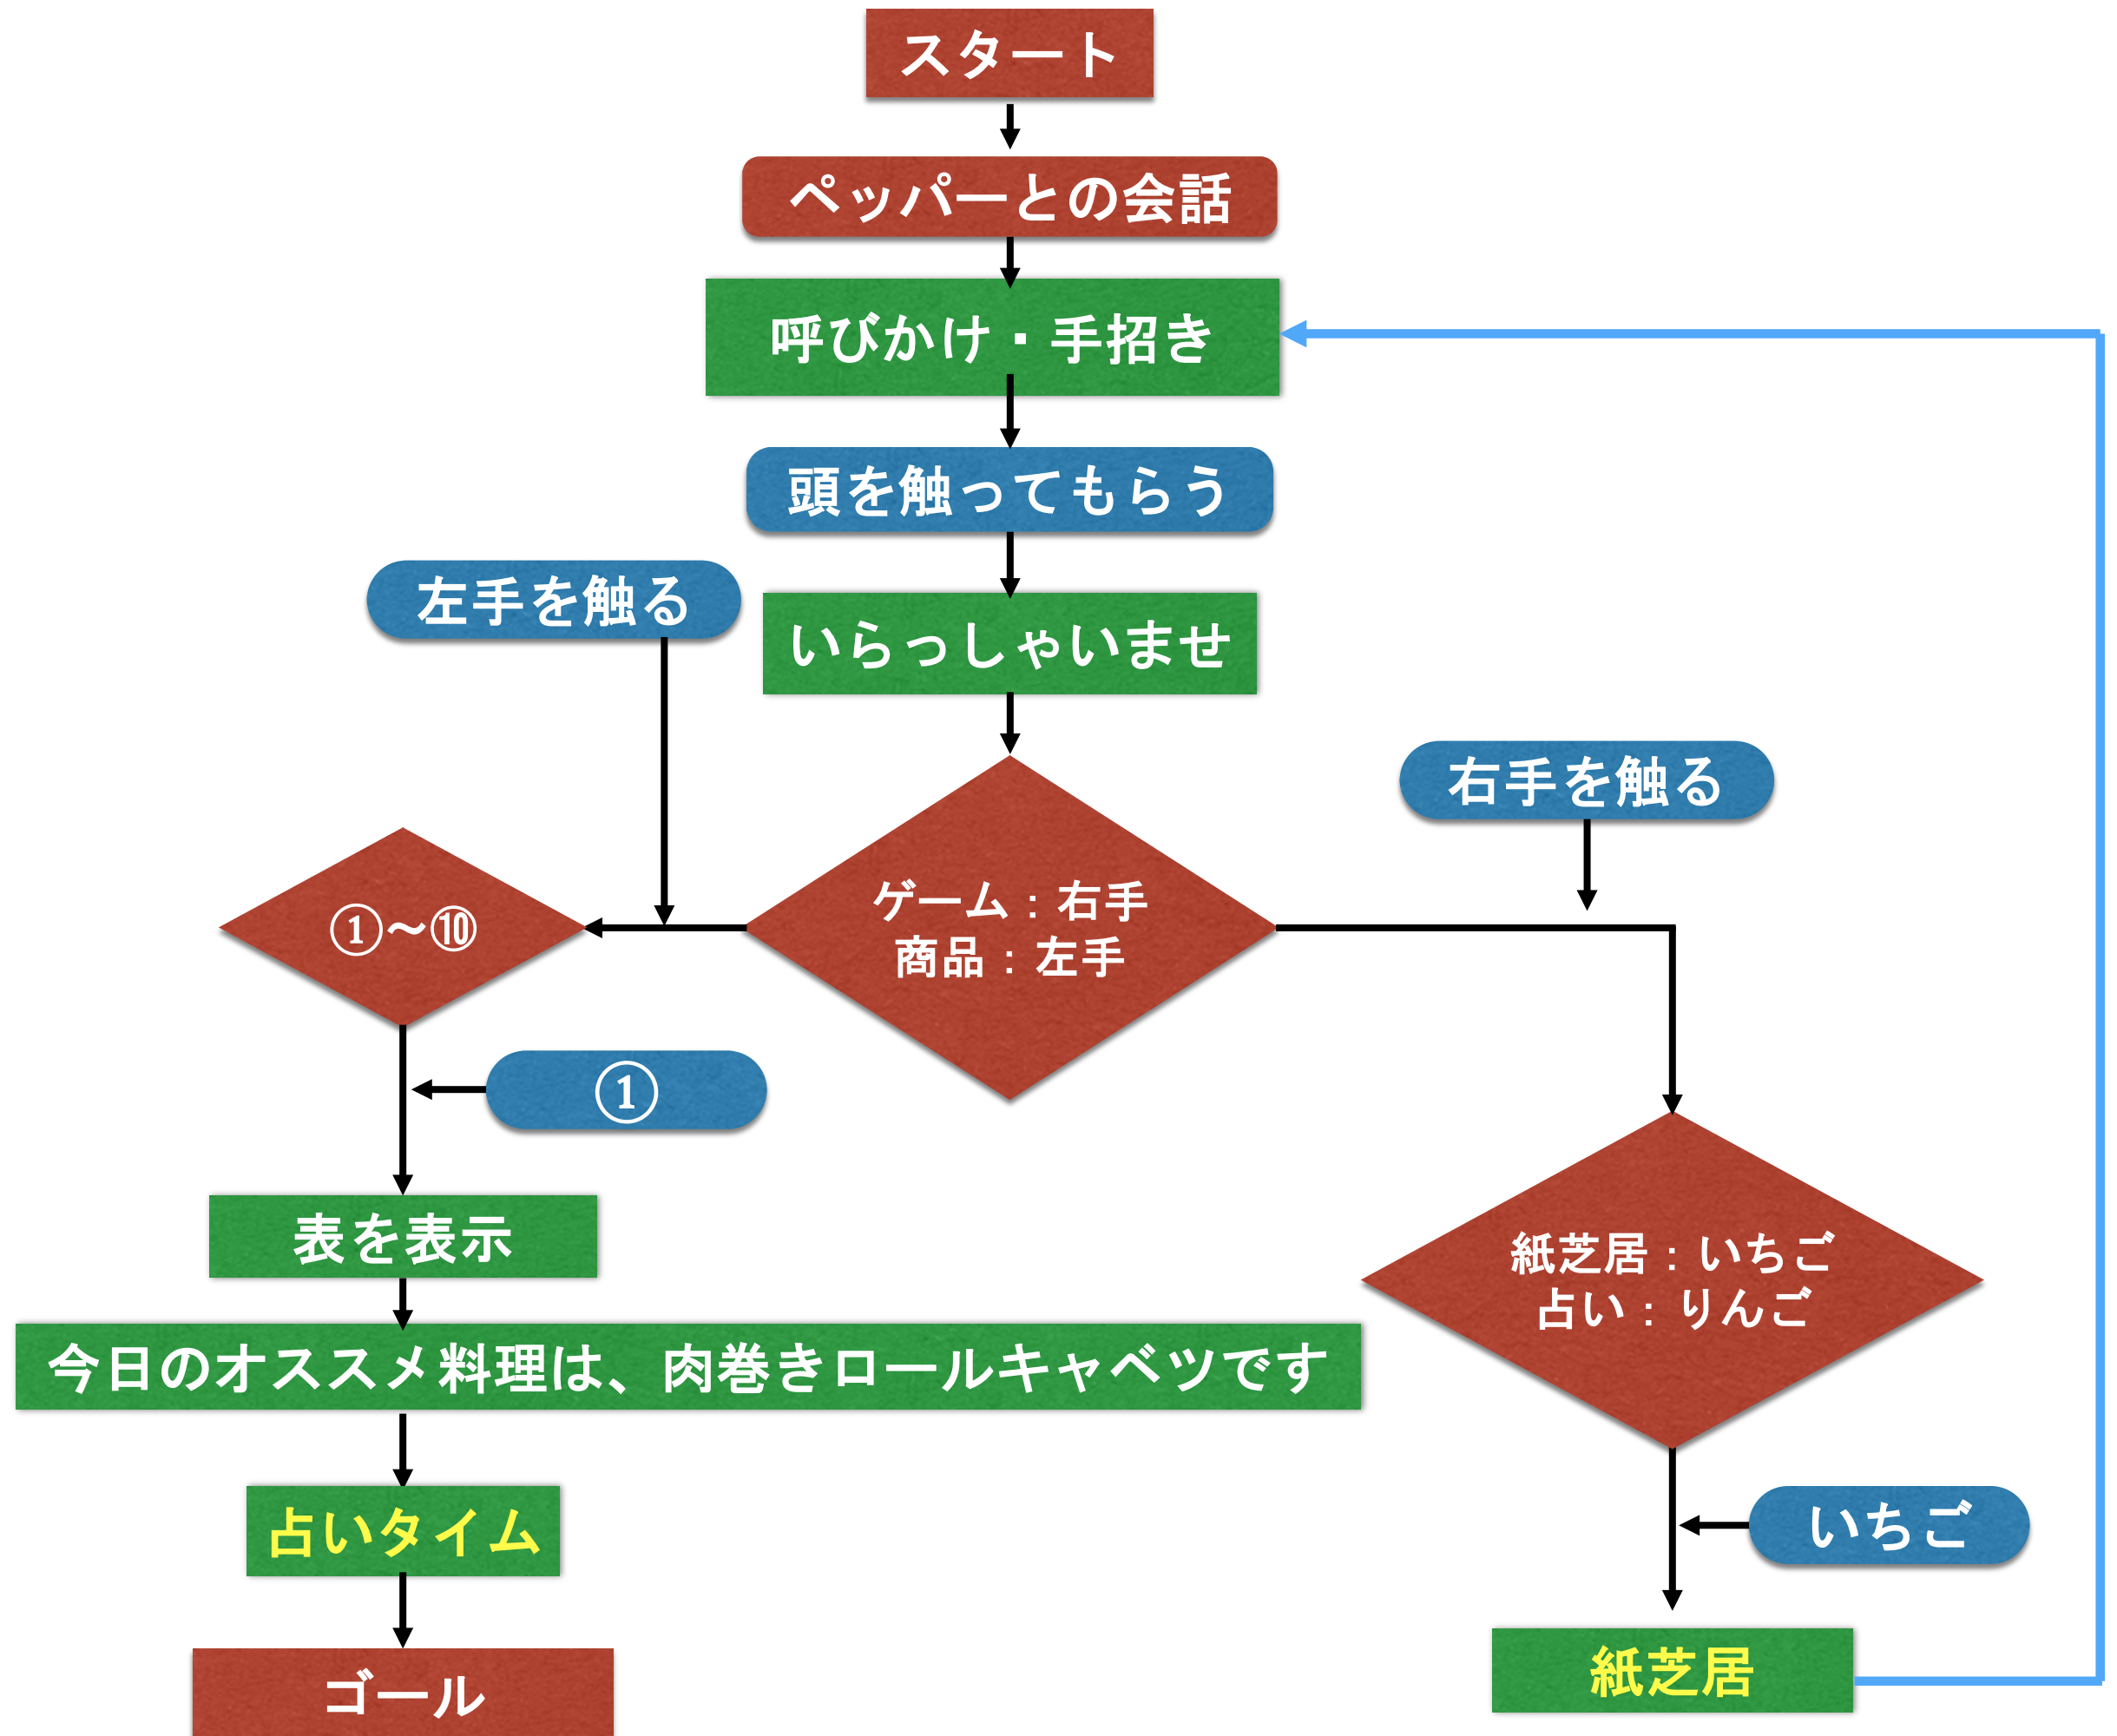 スタート
ペッパーとの会話
呼びかけ・手招き
頭を触ってもらう
左手を触る
いらっしゃいませ
右手を触る
ゲーム：右手
商品：左手
①～⑩
①
表を表示
紙芝居：いちご
占い：りんご
今日のオススメ料理は、肉巻きロールキャベツです
占いタイム
いちご
ゴール
紙芝居